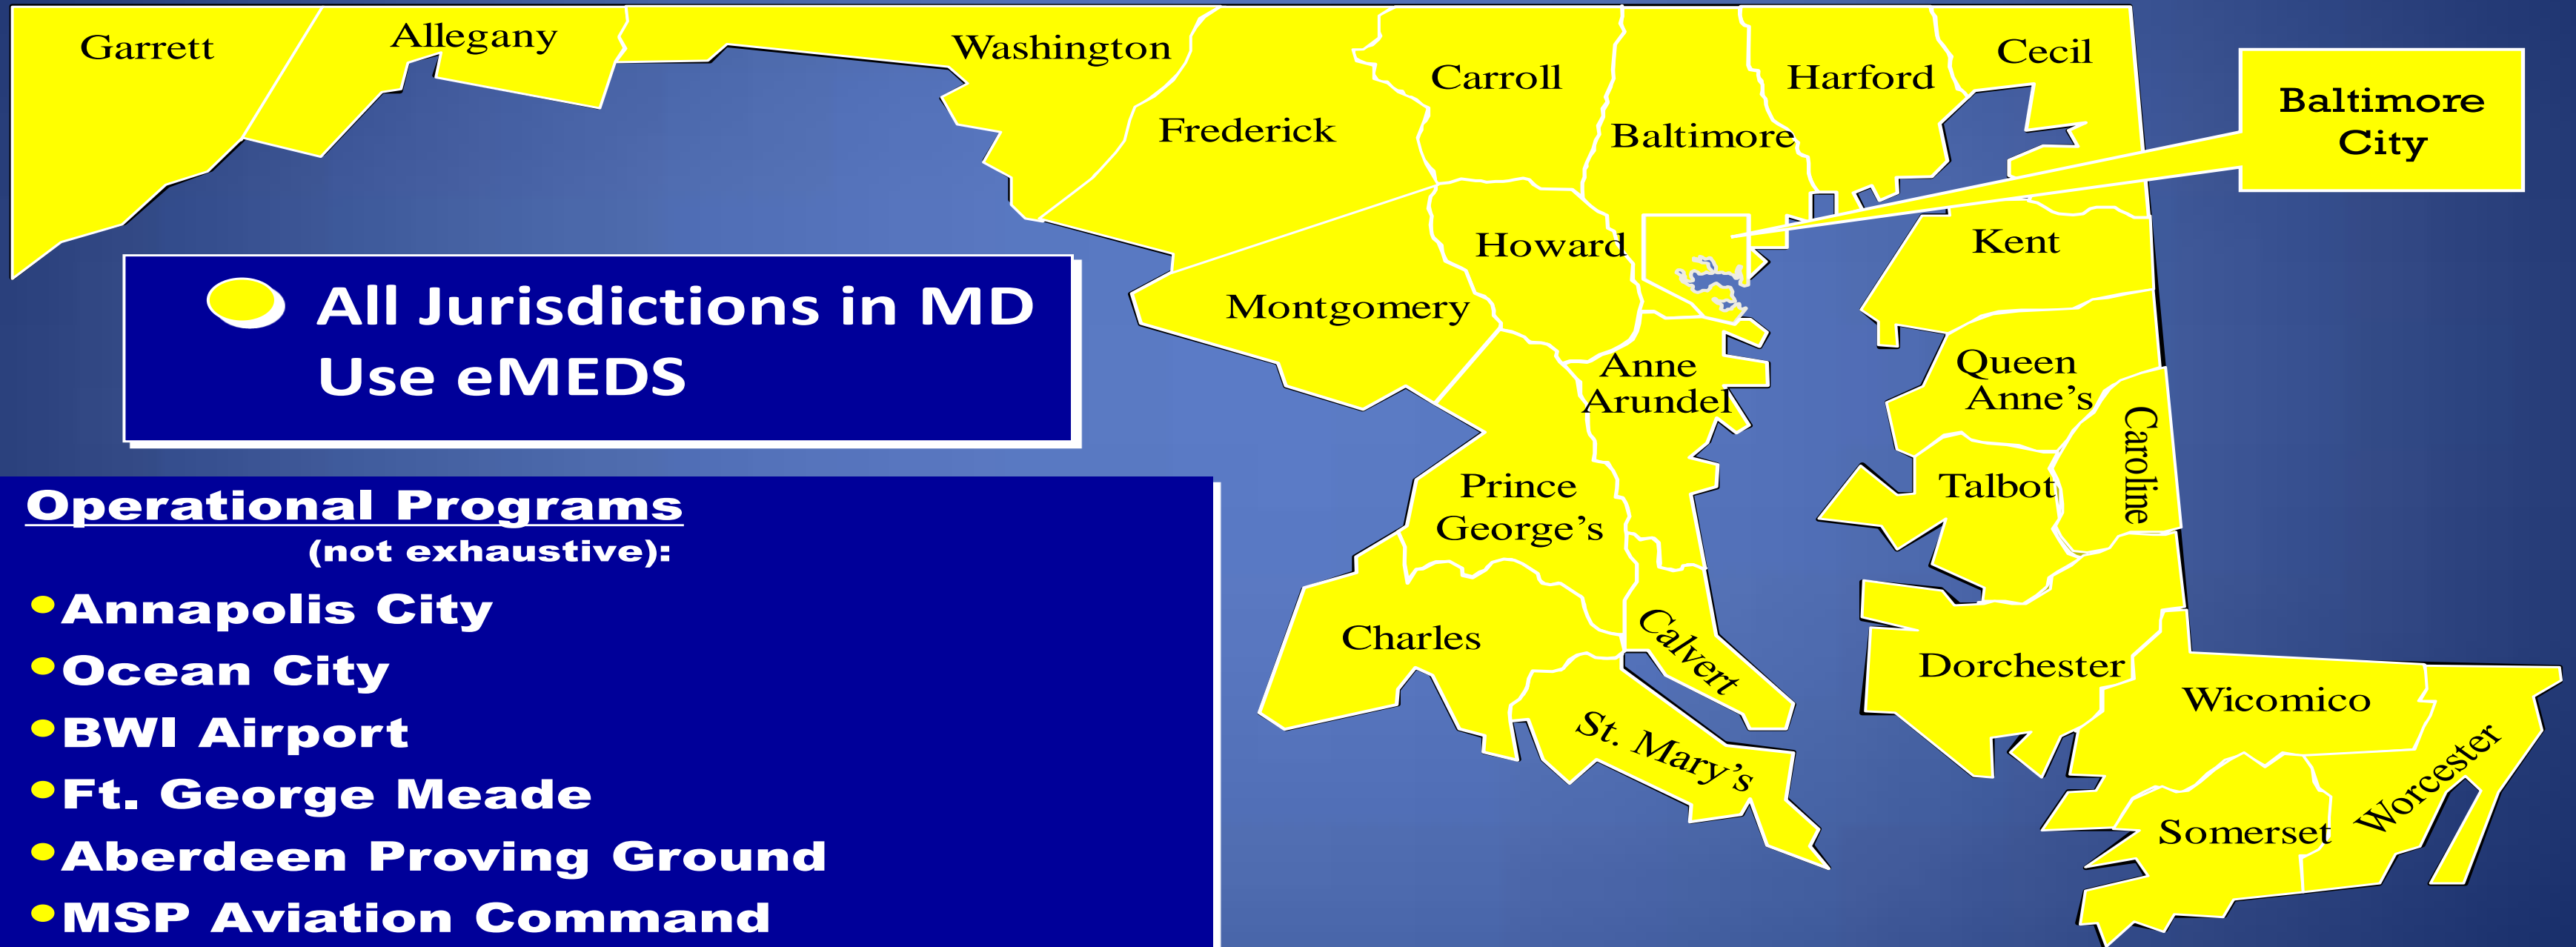 Garrett
Allegany
Washington
Frederick
Carroll
Baltimore
Harford
Cecil
Baltimore
City
Howard
Montgomery
Kent
Anne
Arundel
Queen
Anne’s
Caroline
Talbot
Prince
George’s
Charles
Calvert
St. Mary’s
Dorchester
Wicomico
Worcester
Somerset
All Jurisdictions in MD
Use eMEDS
Operational Programs
(not exhaustive):
•Annapolis City
•Ocean City
•BWl Airport
•Ft. George Meade
•Aberdeen Proving Ground
•MSP Aviation Command